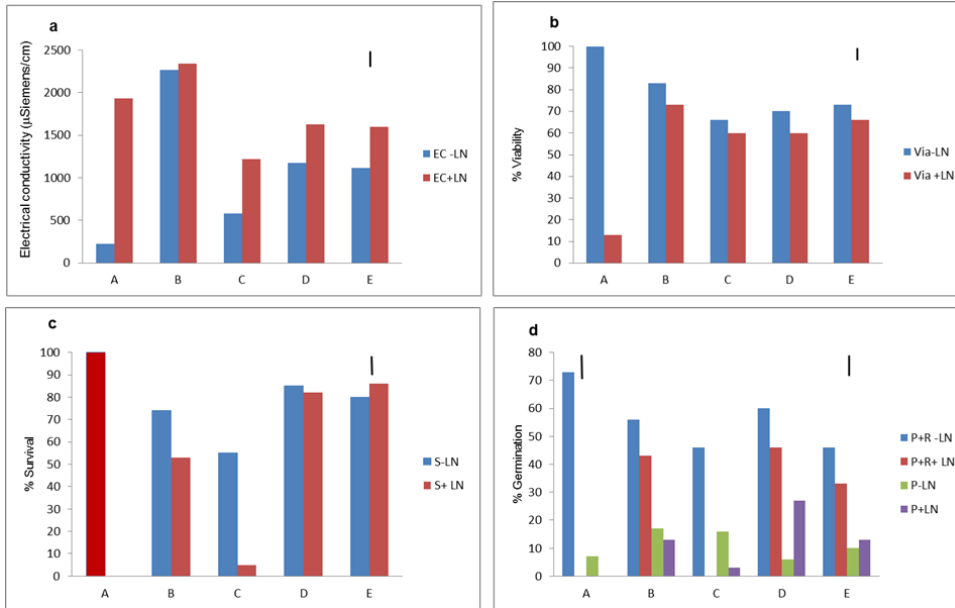 a
Electrical conductivity (µSiemens/cm)
2500
2000
1500
1000
500
0
A B C D E
EC -LN
EC+LN
b
% Viability
100
90
80
70
60
50
40
30
20
10
0
A B C D E
Via-LN
Via +LN
c
% Survival
100
90
80
70
60
50
40
30
20
10
0
A B C D E
S-LN
S+ LN
d
% Germination
80
70
60
50
40
30
20
10
0
A B C D E
P+R -LN
P+R+ LN
P-LN
P+LN